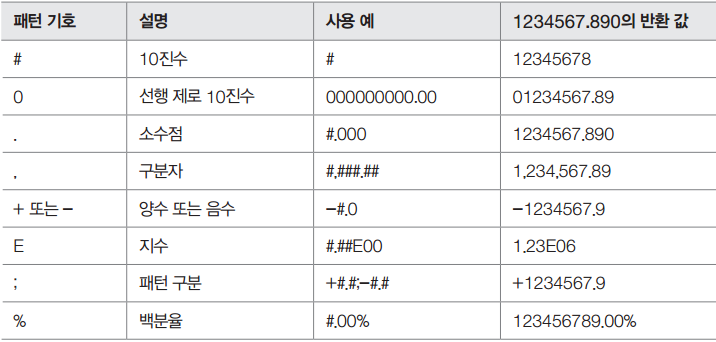 패턴 기호 설명 사용 예 1234567.890의 반환 값
# 10진수 # 12345678
0 선행 제로 10진수 000000000.00 01234567.89
. 소수점 #.000 1234567.890
, 구분자 #,###.## 1,234,567.89
+ 또는 – 양수 또는 음수 –#.0 –1234567.9
E 지수 #.##E00 1.23E06
; 패턴 구분 +#.#;–#.# +1234567.9
% 백분율 #.00% 123456789.00%